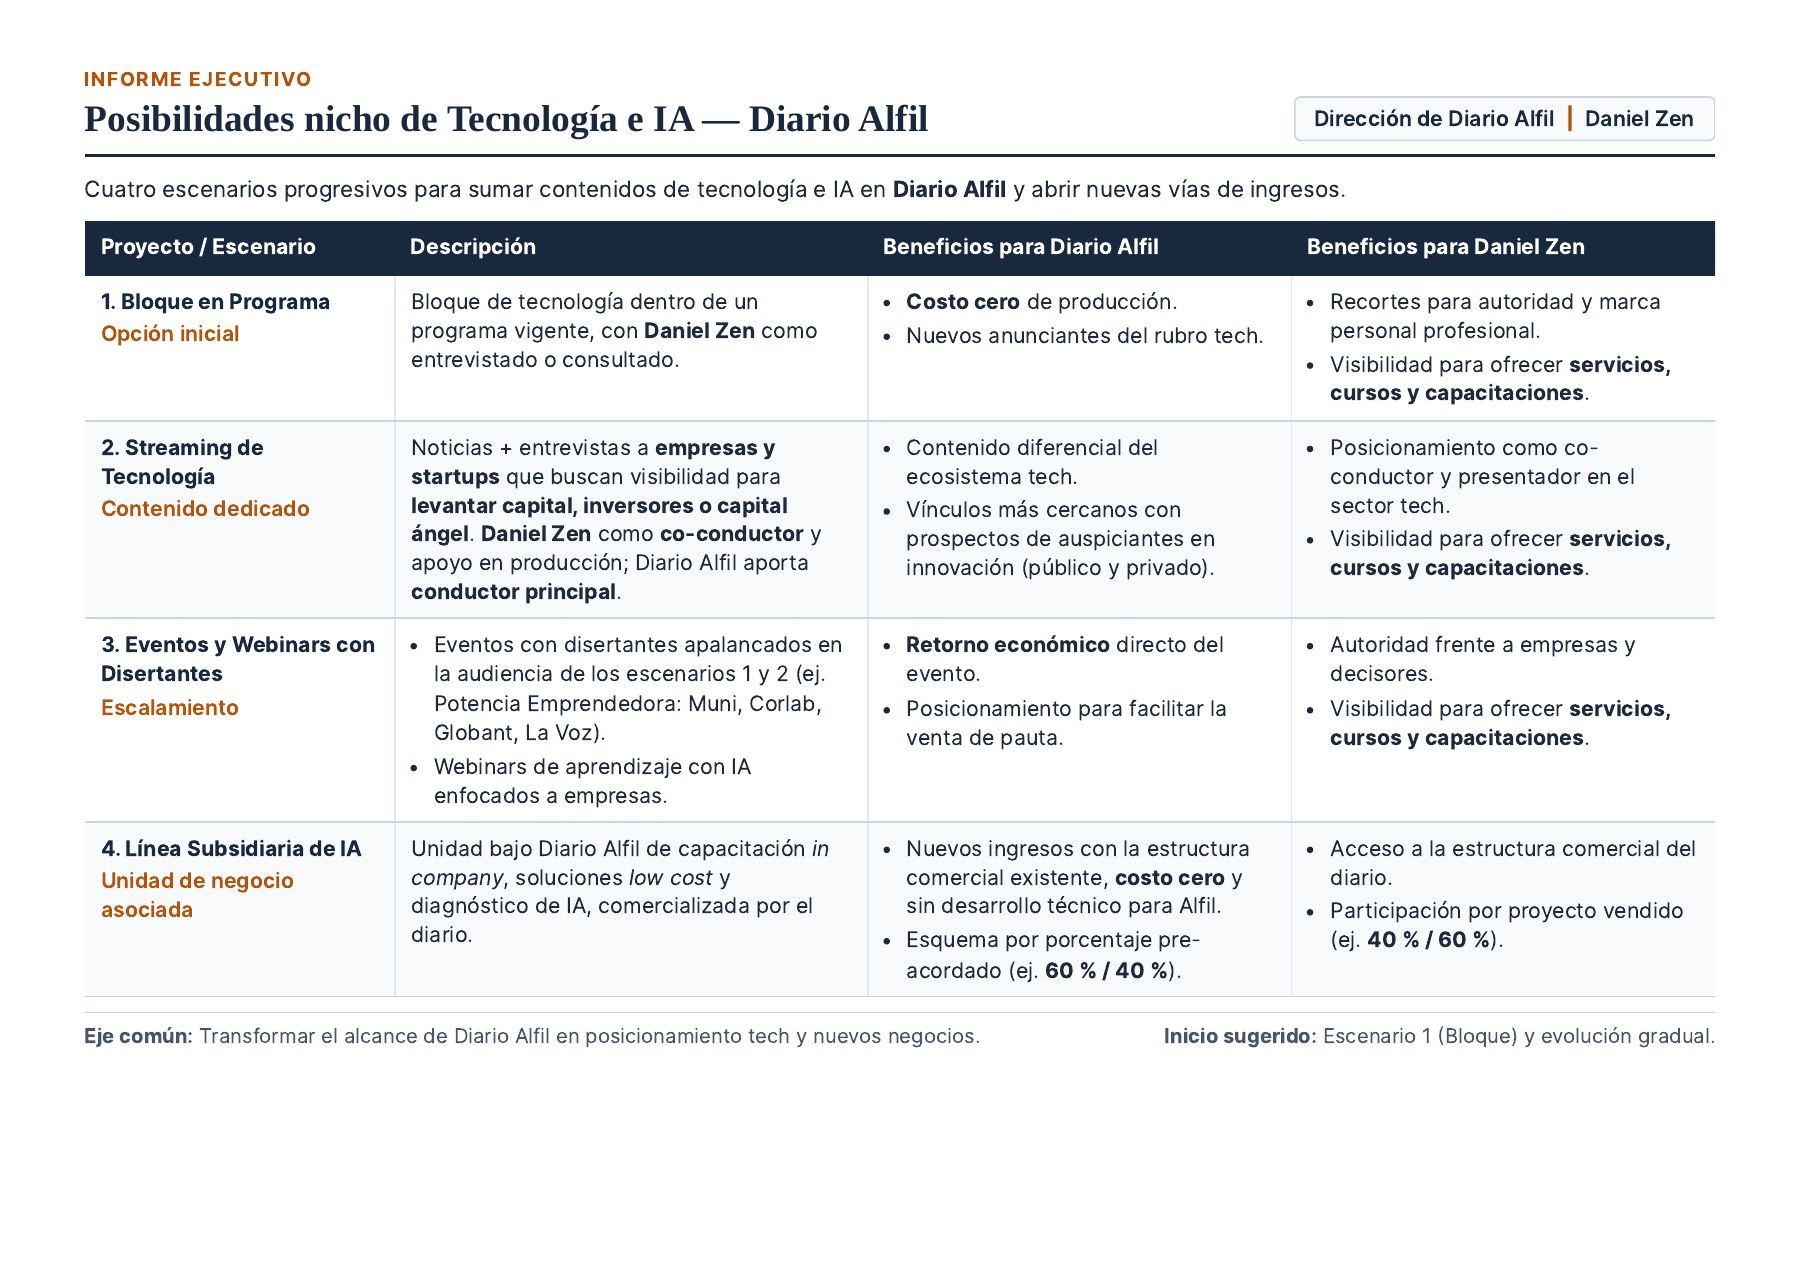 INFORME EJECUTIVO
Posibilidades nicho de Tecnología e IA — Diario Alfil
Dirección de Diario Alfil | Daniel Zen
Cuatro escenarios progresivos para sumar contenidos de tecnología e IA en Diario Alfil y abrir nuevas vías de ingresos.
Proyecto / Escenario
Descripción
Beneficios para Diario Alfil
Beneficios para Daniel Zen
1. Bloque en Programa
Opción inicial
Bloque de tecnología dentro de un
programa vigente, con Daniel Zen como
entrevistado o consultado.
• Costo cero de producción.
• Nuevos anunciantes del rubro tech.
• Recortes para autoridad y marca
personal profesional.
• Visibilidad para ofrecer servicios,
cursos y capacitaciones.
2. Streaming de
Tecnología
Contenido dedicado
Noticias + entrevistas a empresas y
startups que buscan visibilidad para
levantar capital, inversores o capital
ángel. Daniel Zen como co-conductor y
apoyo en producción; Diario Alfil aporta
conductor principal.
• Contenido diferencial del
ecosistema tech.
• Vínculos más cercanos con
prospectos de auspiciantes en
innovación (público y privado).
• Posicionamiento como co-
conductor y presentador en el
sector tech.
• Visibilidad para ofrecer servicios,
cursos y capacitaciones.
3. Eventos y Webinars con
Disertantes
Escalamiento
• Eventos con disertantes apalancados en
la audiencia de los escenarios 1 y 2 (ej.
Potencia Emprendedora: Muni, Corlab,
Globant, La Voz).
• Webinars de aprendizaje con IA
enfocados a empresas.
• Retorno económico directo del
evento.
• Posicionamiento para facilitar la
venta de pauta.
• Autoridad frente a empresas y
decisores.
• Visibilidad para ofrecer servicios,
cursos y capacitaciones.
4. Línea Subsidiaria de IA
Unidad de negocio
asociada
Unidad bajo Diario Alfil de capacitación in
company, soluciones low cost y
diagnóstico de IA, comercializada por el
diario.
• Nuevos ingresos con la estructura
comercial existente, costo cero y
sin desarrollo técnico para Alfil.
• Esquema por porcentaje pre-
acordado (ej. 60 % / 40 %).
• Acceso a la estructura comercial del
diario.
• Participación por proyecto vendido
(ej. 40 % / 60 %).
Eje común: Transformar el alcance de Diario Alfil en posicionamiento tech y nuevos negocios.
Inicio sugerido: Escenario 1 (Bloque) y evolución gradual.